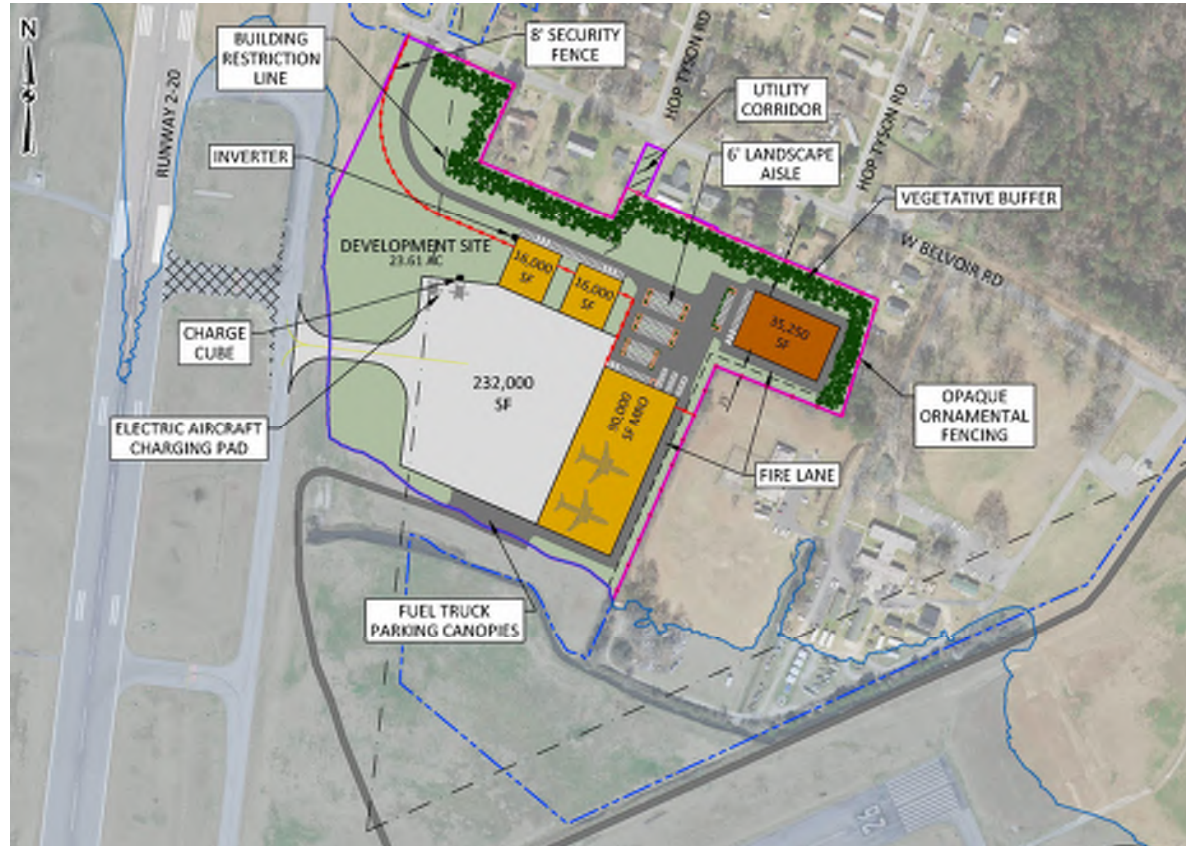 N
RUNWAY 2-20
BUILDING
RESTRICTION
LINE
8' SECURITY
FENCE
HOP TYSON RD
UTILITY
CORRIDOR
6' LANDSCAPE
AISLE
HOP TYSON RD
VEGETATIVE BUFFER
W BELVOIR RD
INVERTER
DEVELOPMENT SITE
23.61 AC
16,000
SF
16,000
SF
35,250
SF
CHARGE
CUBE
232,000
SF
90,000
SF MRO
ELECTRIC AIRCRAFT
CHARGING PAD
OPAQUE
ORNAMENTAL
FENCING
FIRE LANE
FUEL TRUCK
PARKING CANOPIES
26